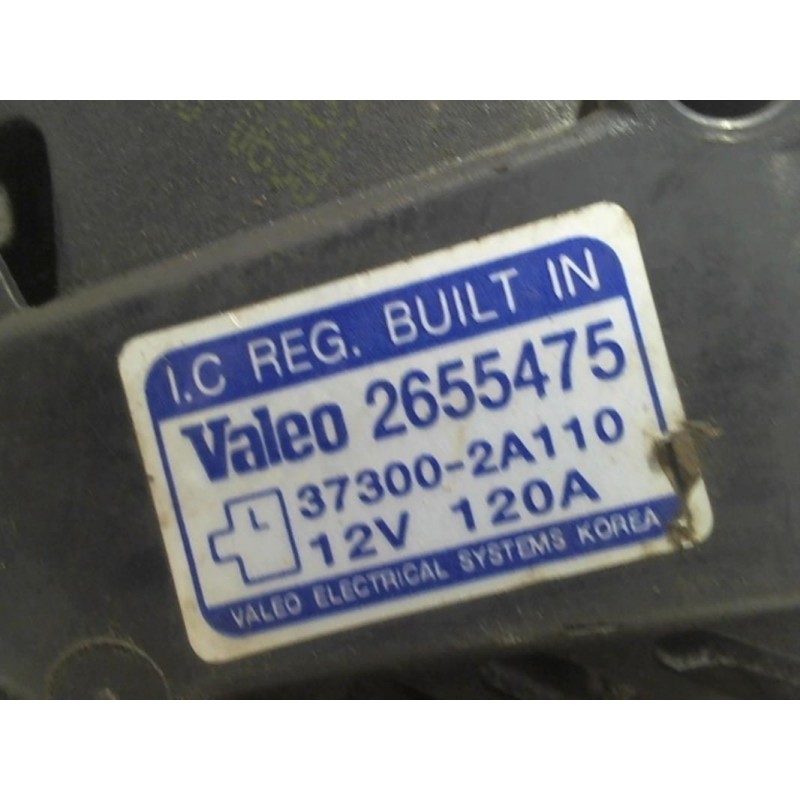 I.C REG. BUILT IN
Valeo 2655475
37300-2A110
L
12V 120A
VALEO ELECTRICAL SYSTEMS KOREA